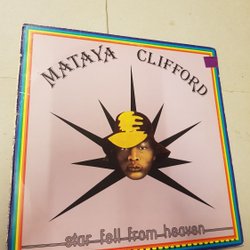 MATAYA CLIFFORD
star fell from heaven